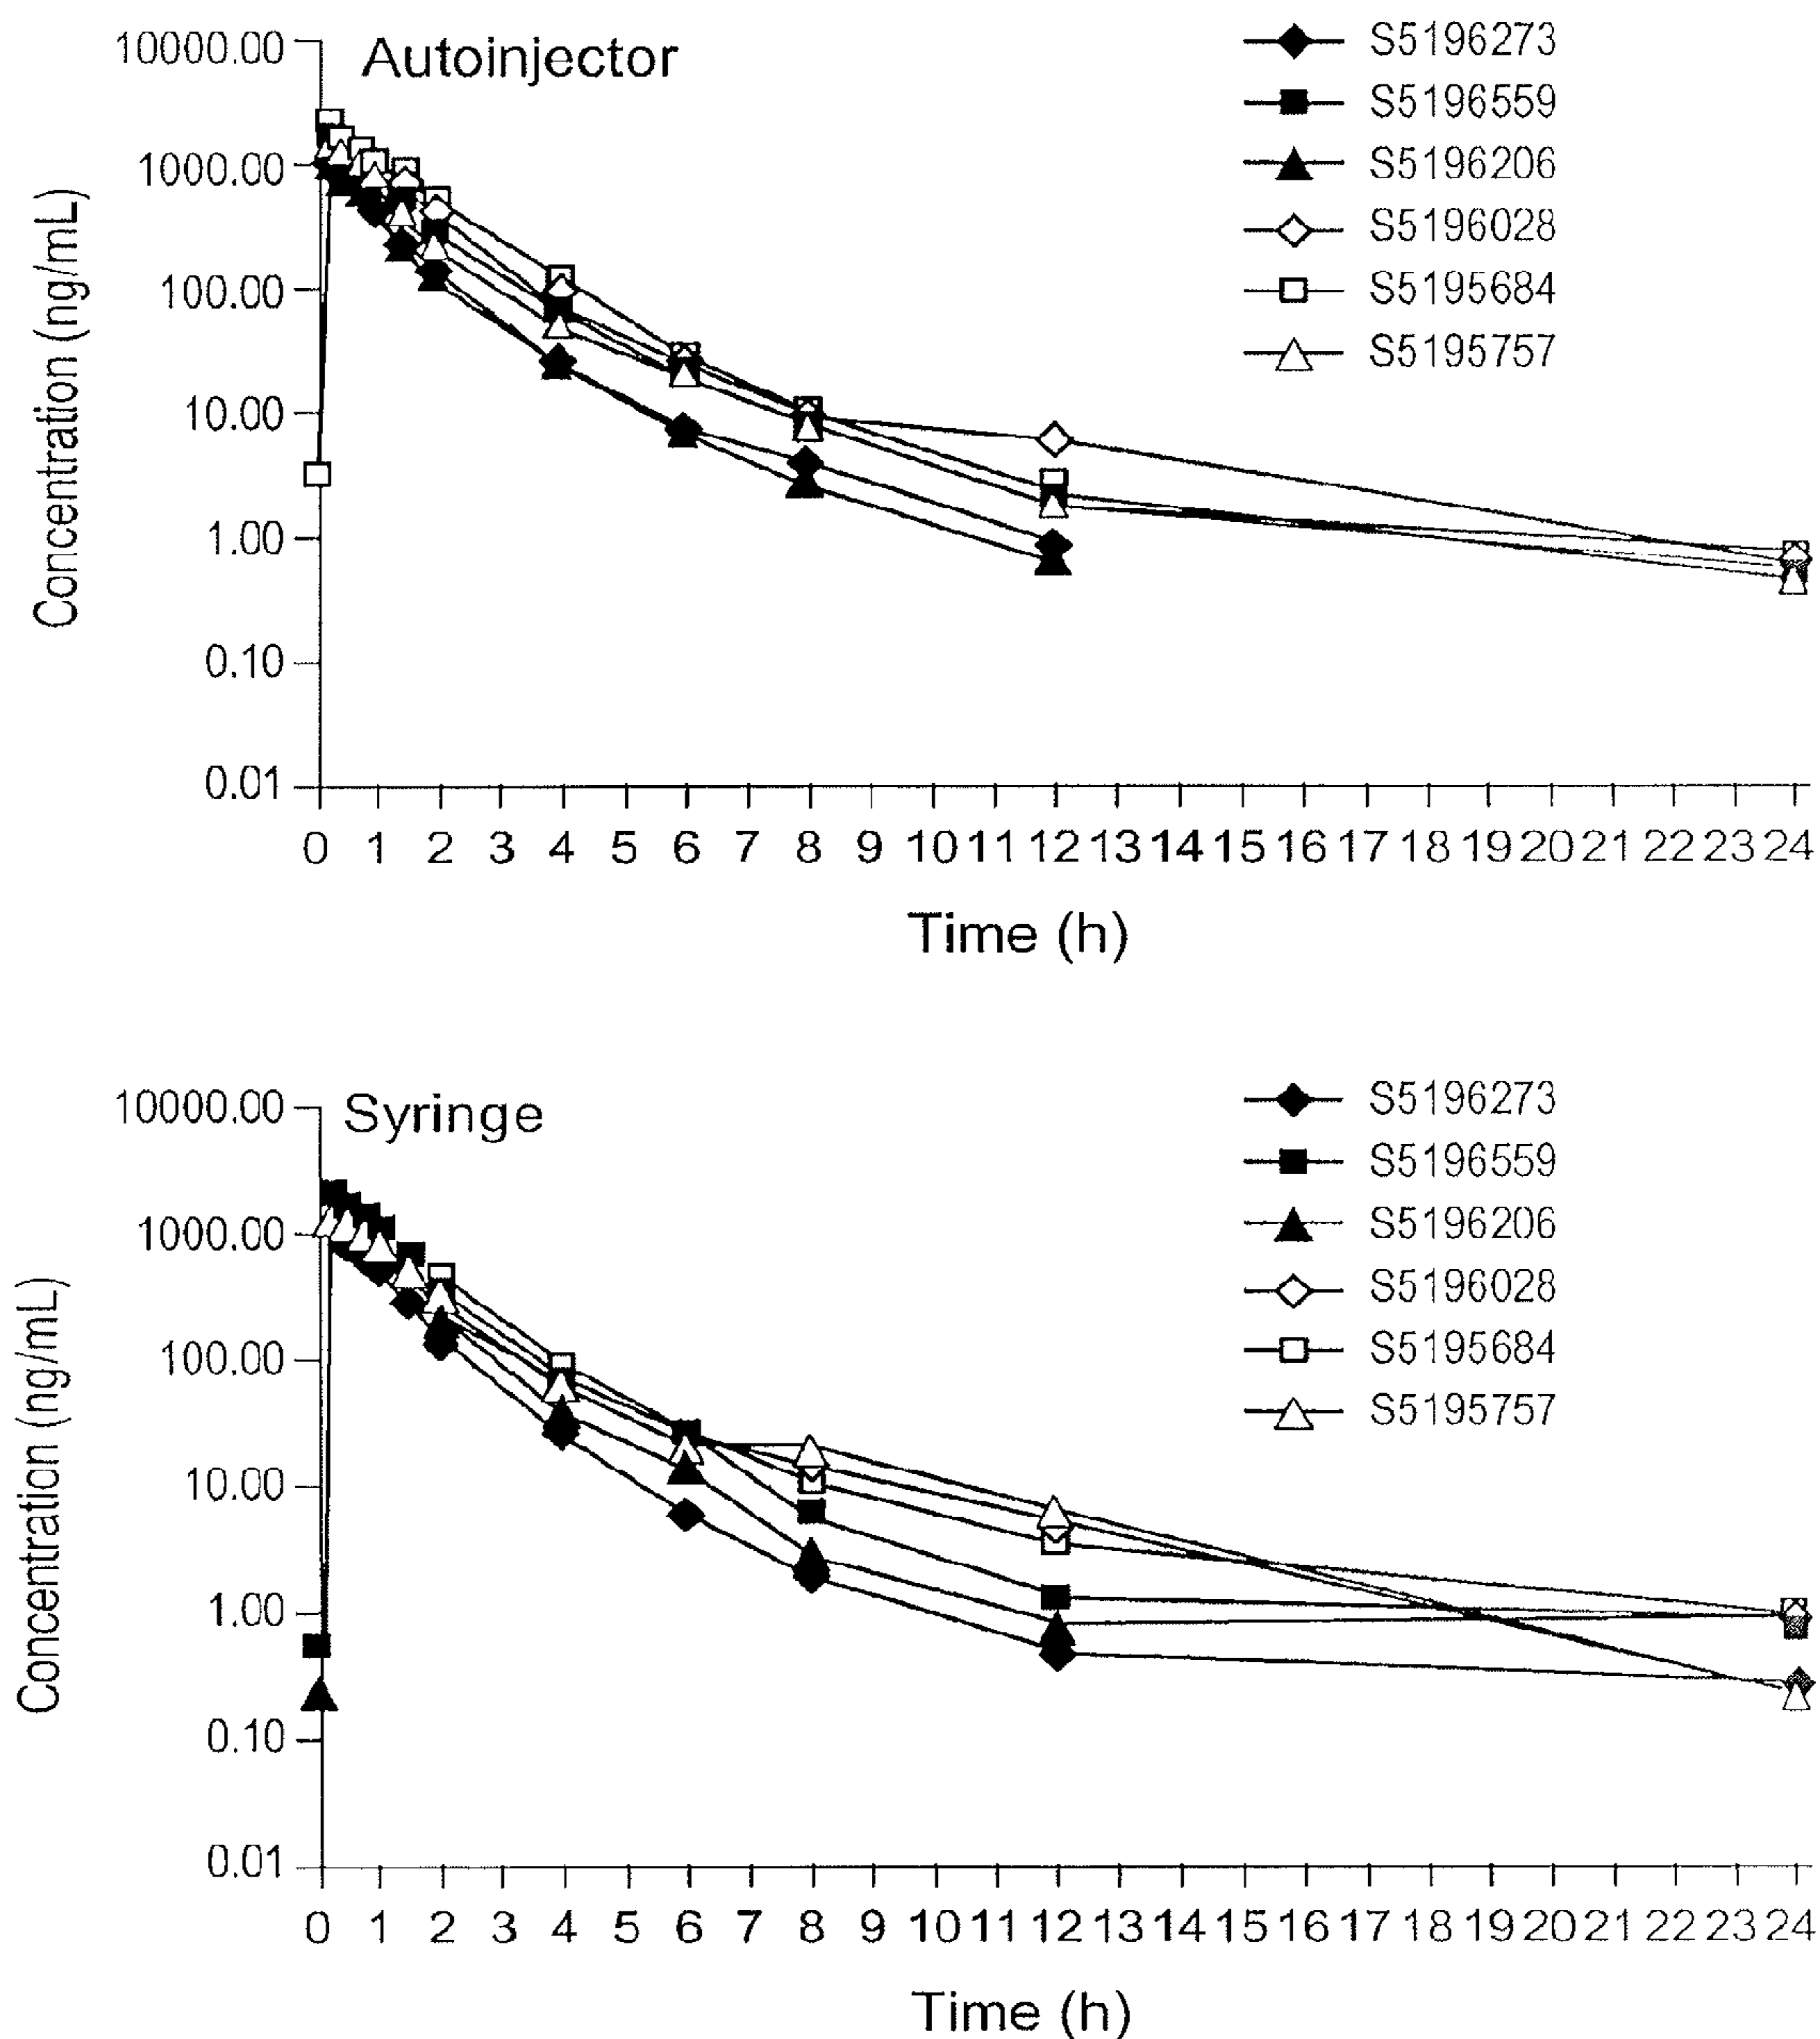 Autoinjector
10000.00
1000.00
100.00
10.00
1.00
0.10
0.01
Concentration (ng/mL)
0 1 2 3 4 5 6 7 8 9 10 11 12 13 14 15 16 17 18 19 20 21 22 23 24
Time (h)
S5196273
S5196559
S5196206
S5196028
S5195684
S5195757
Syringe
10000.00
1000.00
100.00
10.00
1.00
0.10
0.01
Concentration (ng/mL)
0 1 2 3 4 5 6 7 8 9 10 11 12 13 14 15 16 17 18 19 20 21 22 23 24
Time (h)
S5196273
S5196559
S5196206
S5196028
S5195684
S5195757